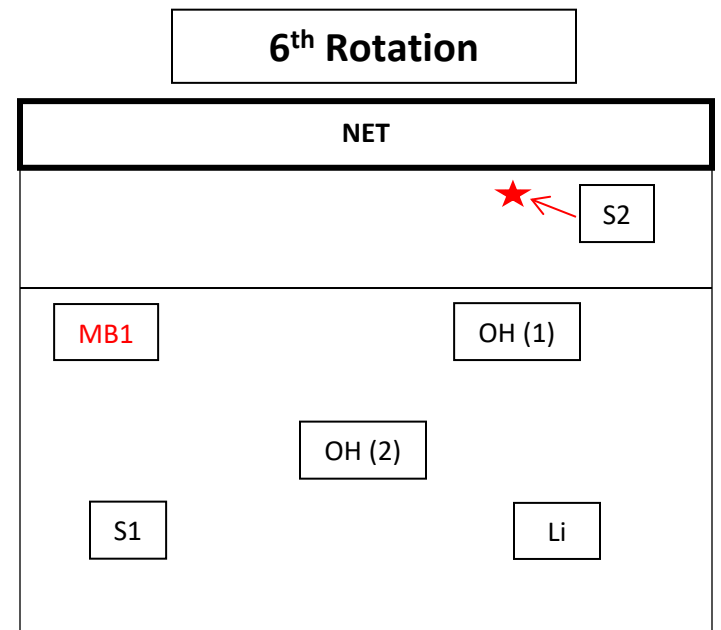 6th Rotation
NET
S2
MB1
OH (1)
OH (2)
S1
Li